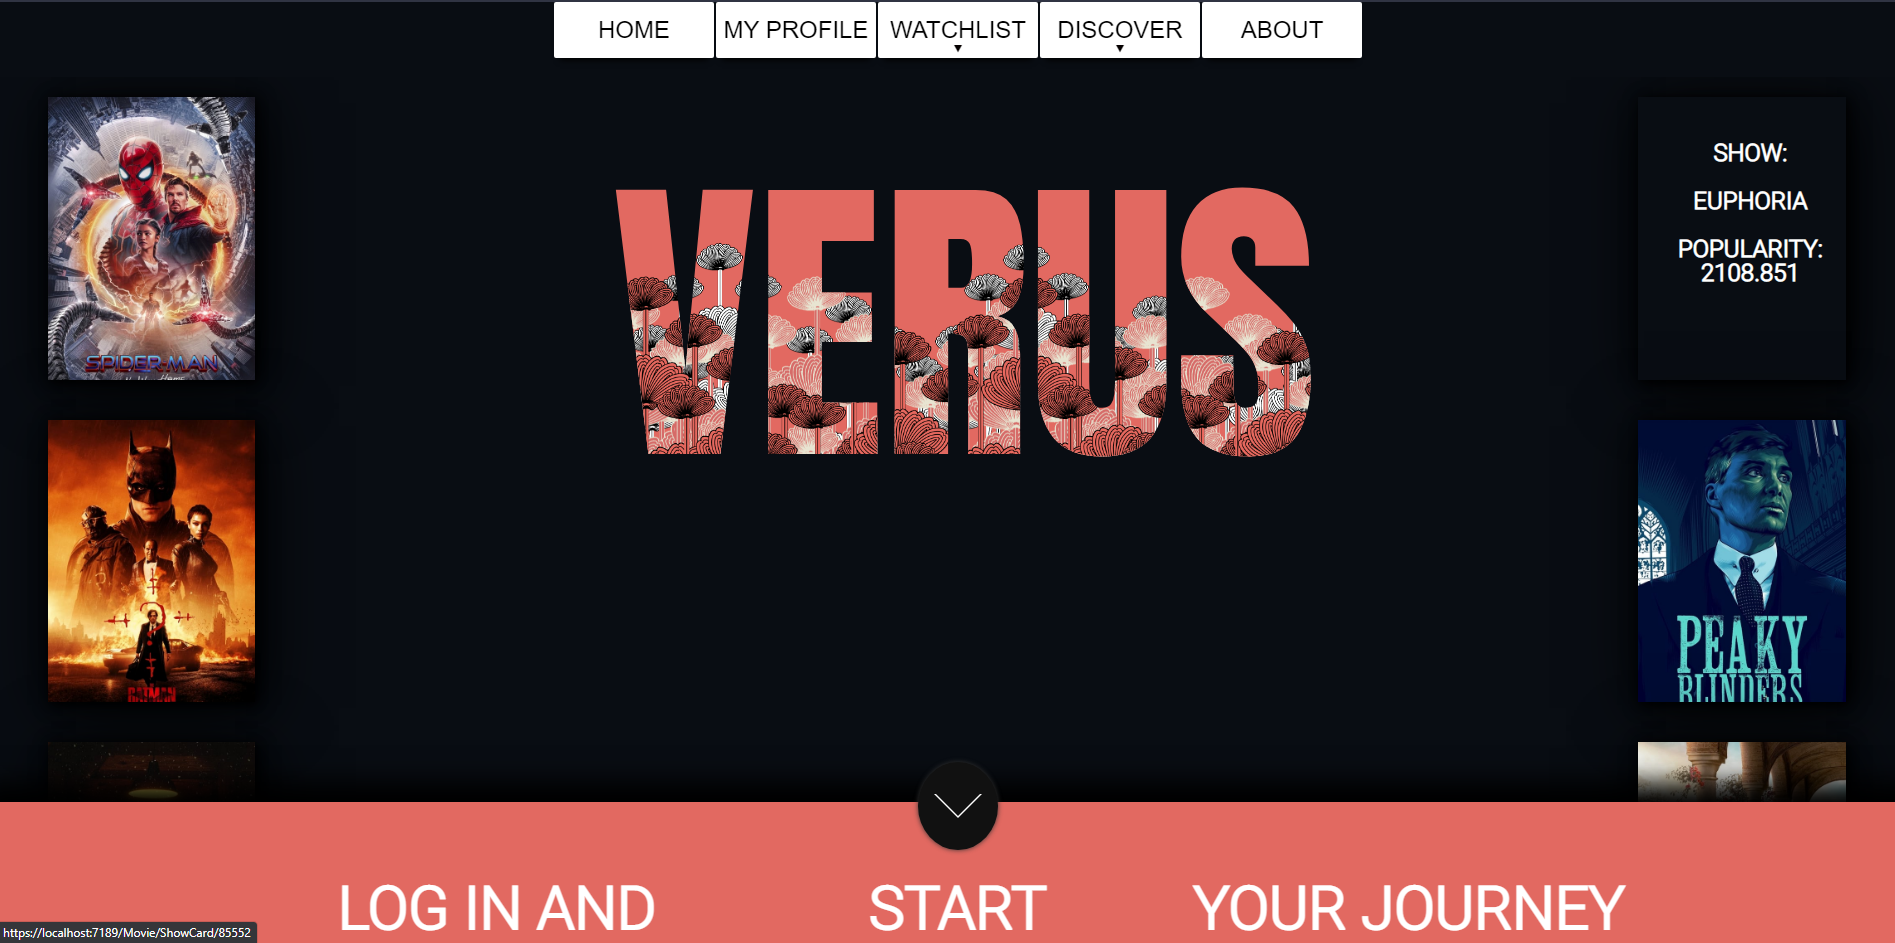 HOME
MY PROFILE
WATCHLIST
DISCOVER
ABOUT
VERUS
SPIDER-MAN
BATMAN
SHOW:
EUPHORIA
POPULARITY:
2108.851
PEAKY
BLINDERS
LOG IN AND
START
YOUR JOURNEY
https://localhost:7189/Movie/ShowCard/85552